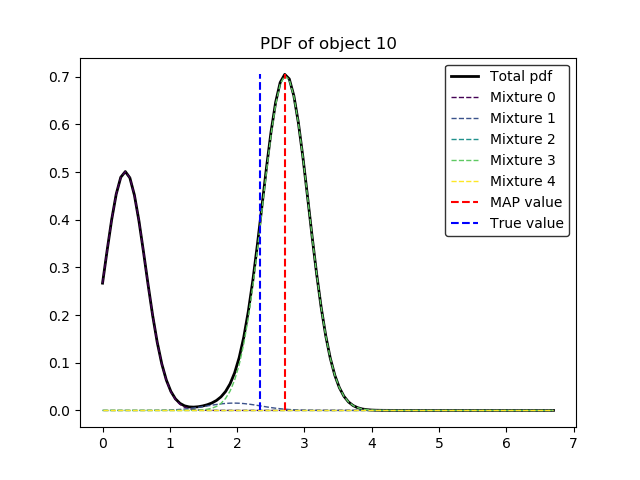 PDF of object 10
0.7
0.6
0.5
0.4
0.3
0.2
0.1
0.0
0 1 2 3 4 5 6 7
Total pdf
Mixture 0
Mixture 1
Mixture 2
Mixture 3
Mixture 4
MAP value
True value